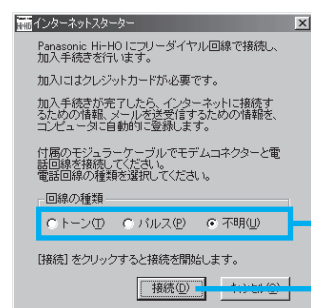 インターネットスターター
Panasonic Hi-HO にフリーダイヤル回線で接続し、
加入手続きを行います。
加入にはクレジットカードが必要です。
加入手続きが完了したら、インターネットに接続す
るための情報、メールを送受信するための情報を、
コンピュータに自動的に登録します。
付属のモジュラーケーブルでモデムコネクターと電
話回線を接続してください。
電話回線の種類を選択してください。
回線の種類
トーン(T) パルス(P) 不明(U)
[接続] をクリックすると接続を開始します。
接続(D) キャンセル(C)